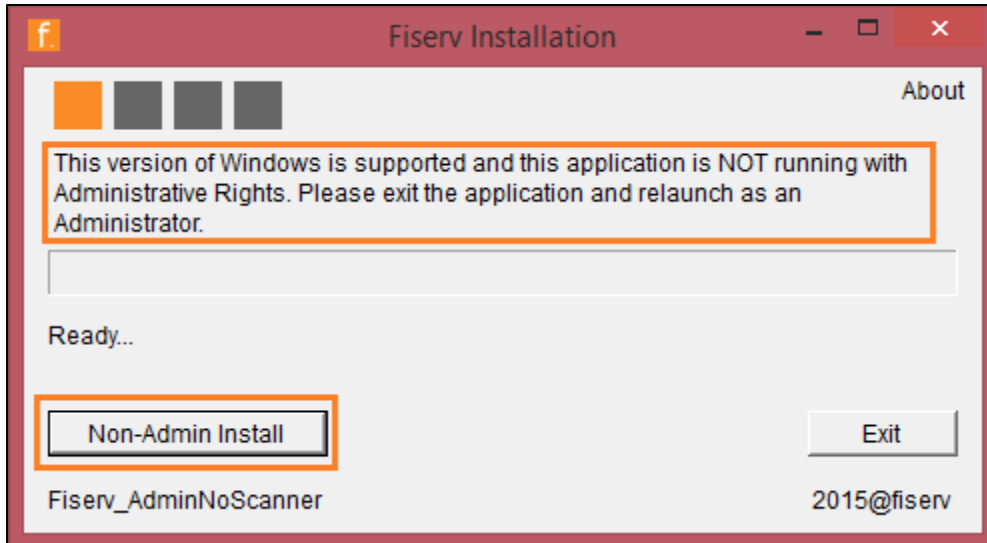 f.
Fiserv Installation
About
This version of Windows is supported and this application is NOT running with
Administrative Rights. Please exit the application and relaunch as an
Administrator.
Ready...
Non-Admin Install
Exit
Fiserv_AdminNoScanner
2015@fiserv